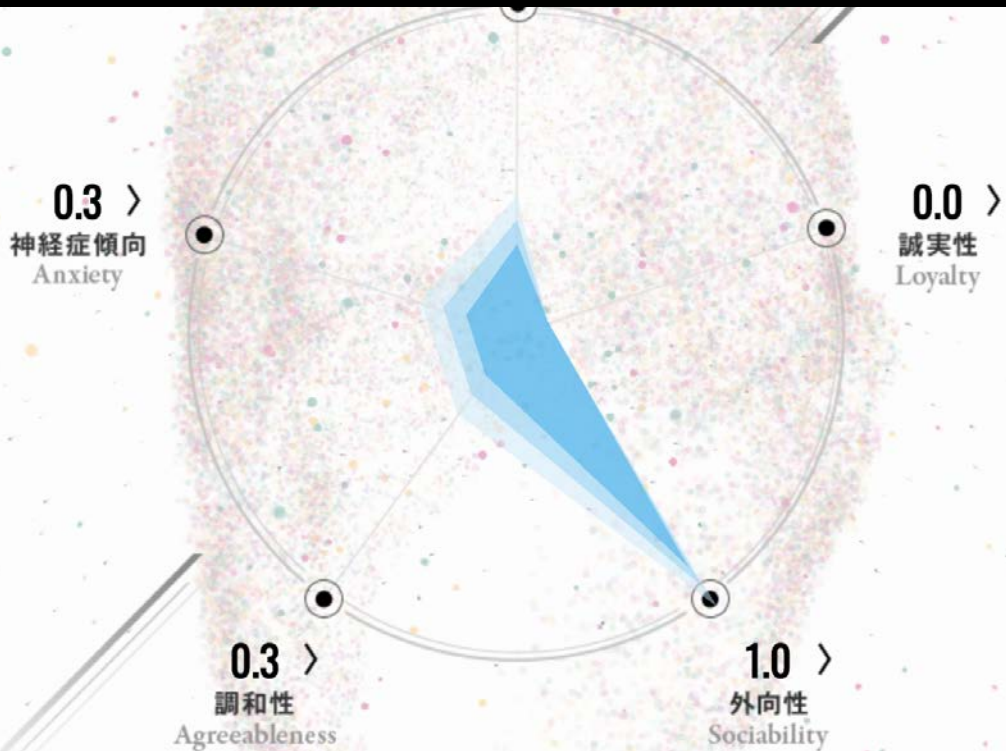 0.3 〉
神経症傾向
Anxiety
0.0 〉
誠実性
Loyalty
0.3 〉
調和性
Agreeableness
1.0 〉
外向性
Sociability